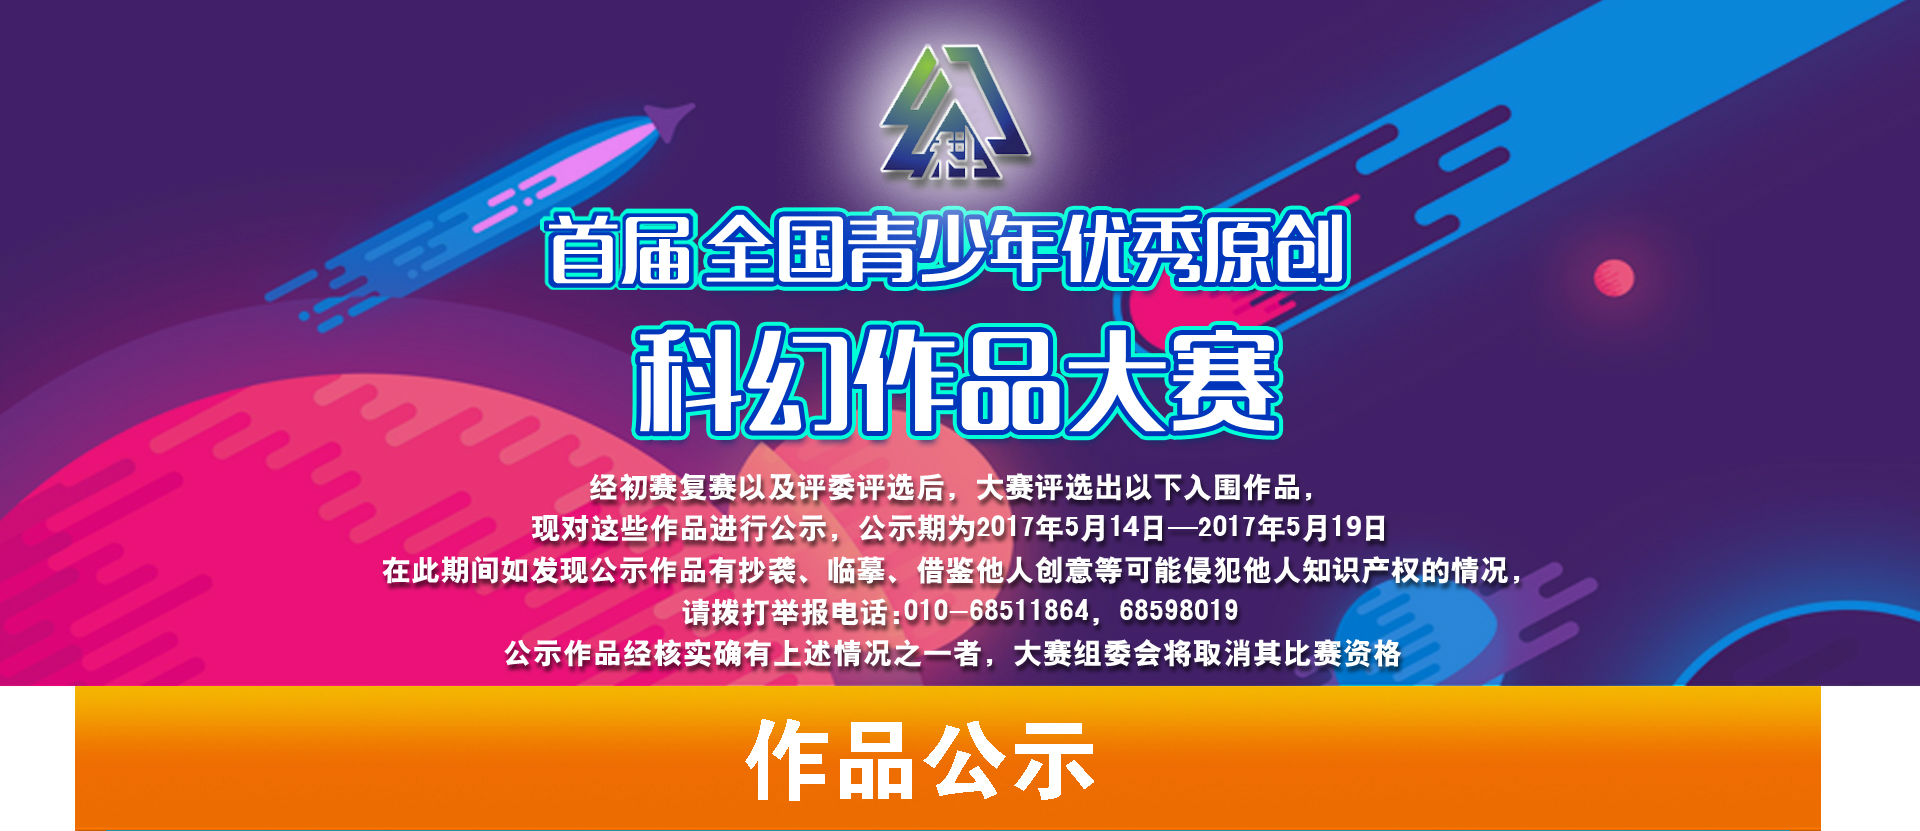 首届全国青少年优秀原创
科幻作品大赛
经初赛复赛以及评委评选后，大赛评选出以下入围作品，
现对这些作品进行公示，公示期为2017年5月14日—2017年5月19日
在此期间如发现公示作品有抄袭、临摹、借鉴他人创意等可能侵犯他人知识产权的情况，
请拨打举报电话:010-68511864，68598019
公示作品经核实确有上述情况之一者，大赛组委会将取消其比赛资格
作品公示